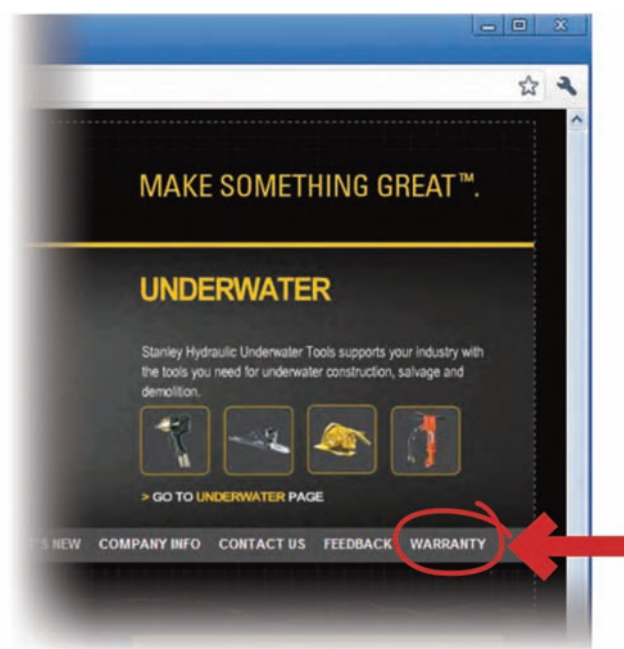 MAKE SOMETHING GREAT™.
UNDERWATER
Stanley Hydraulic Underwater Tools supports your industry with
the tools you need for underwater construction, salvage and
demolition.
> GO TO UNDERWATER PAGE
T'S NEW COMPANY INFO CONTACT US FEEDBACK WARRANTY